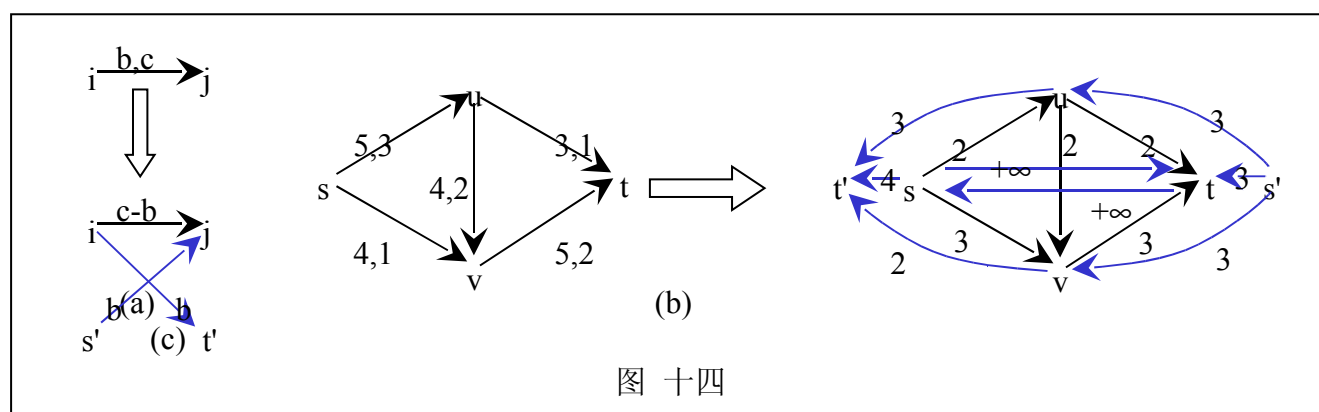 b,c
i j
c-b
i j
b b
(a)
s' (c) t'
u
5,3 3,1
s 4,2 t
4,1 5,2
v
(b)
u
3 3
2 2 2
+∞
t' 4 s t 3 s'
+∞
3 3
2 3
v
图 十四